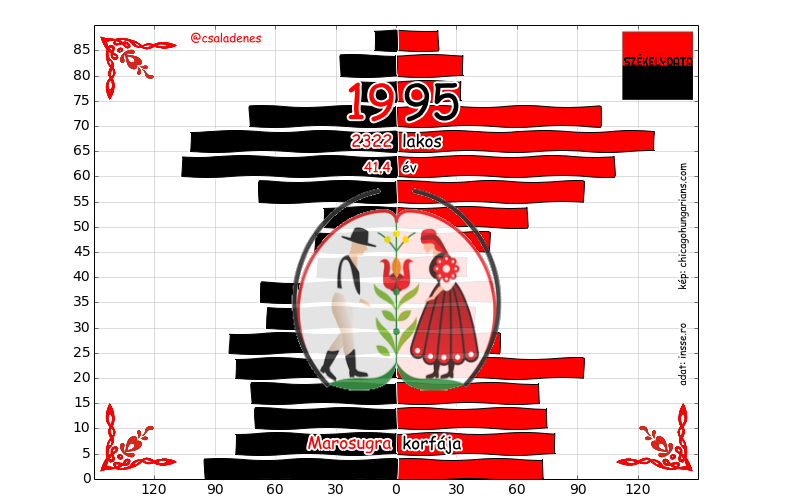 @csaladenes
SZÉKELYDATA
1995
2322 lakos
41,4 év
kép: chicagohungarians.com
adat: insse.ro
Marosugra korfája
85
80
75
70
65
60
55
50
45
40
35
30
25
20
15
10
5
0
120 90 60 30 0 30 60 90 120